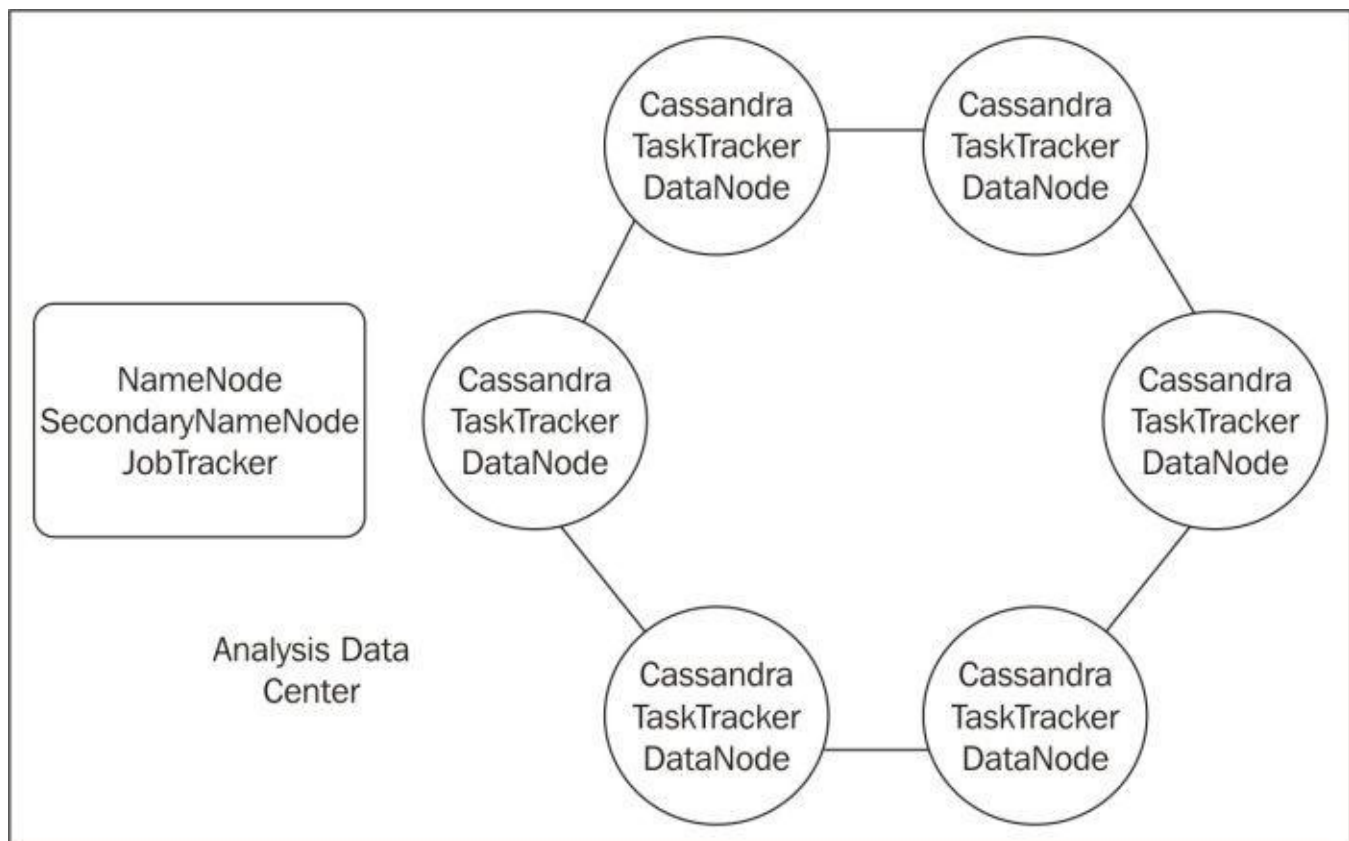 Cassandra
TaskTracker
DataNode
Cassandra
TaskTracker
DataNode
NameNode
SecondaryNameNode
JobTracker
Cassandra
TaskTracker
DataNode
Cassandra
TaskTracker
DataNode
Analysis Data
Center
Cassandra
TaskTracker
DataNode
Cassandra
TaskTracker
DataNode